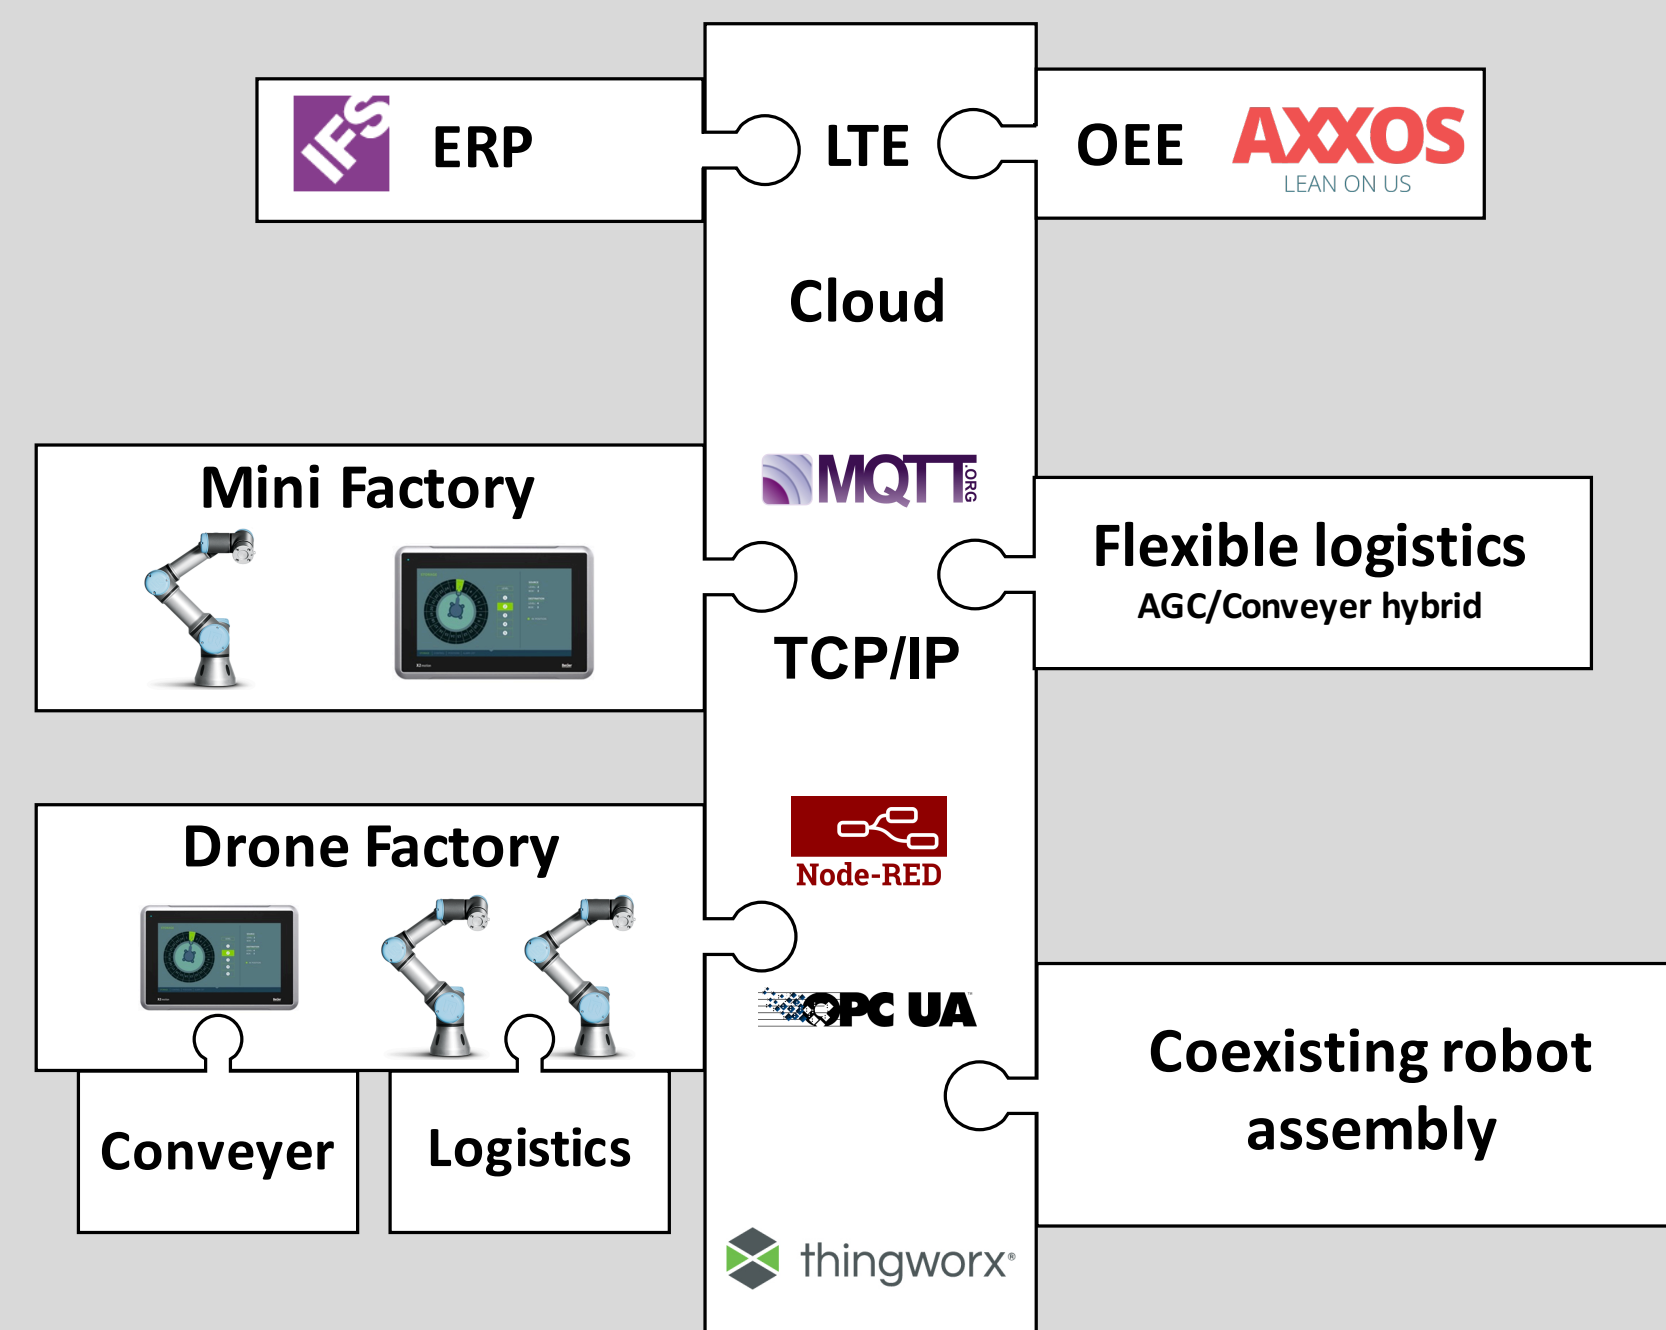 IFS
ERP
LTE
OEE
AXXOS
LEAN ON US
Cloud
Mini Factory
MQTT.ORG
Flexible logistics
AGC/Conveyer hybrid
TCP/IP
Drone Factory
Node-RED
OPC UA
Coexisting robot
assembly
Conveyer
Logistics
thingworx®